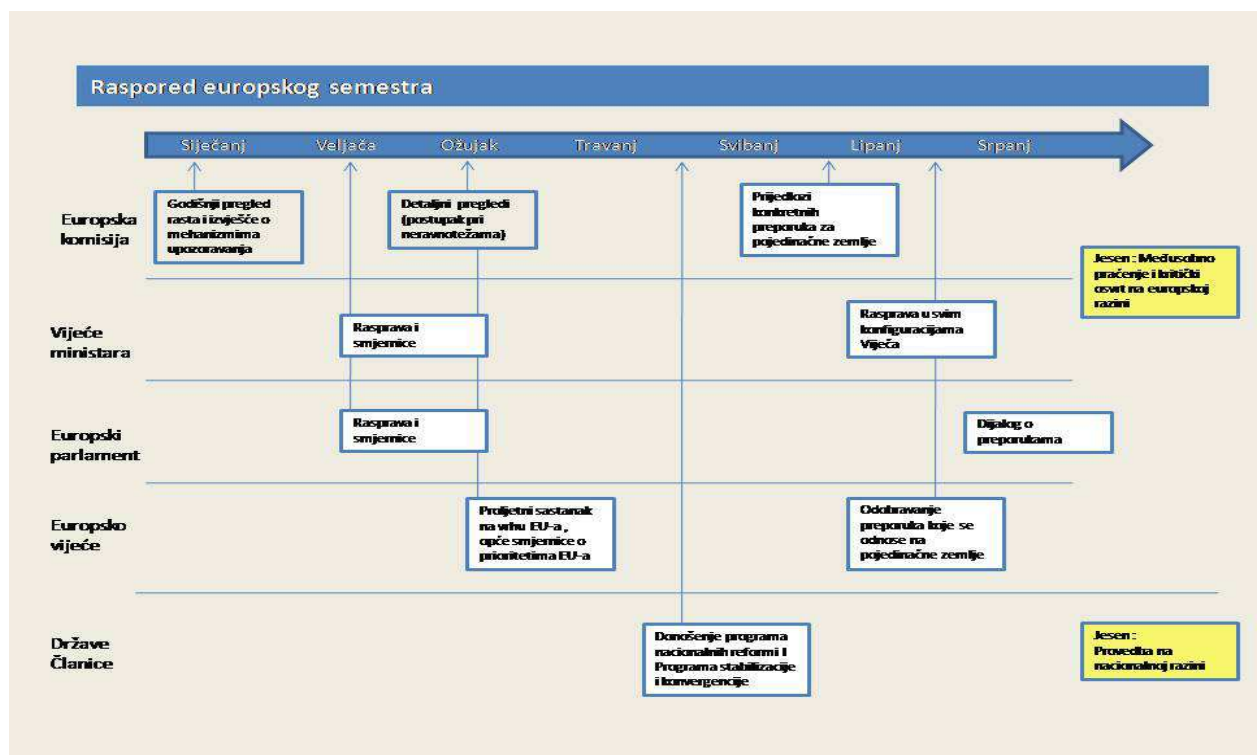 Raspored europskog semestra
Siječanj Veljača Ožujak Travanj Svibanj Lipanj Srpanj
Europska
komisija
Godišnji pregled
rasta i izvješće o
mehanizmima
upozoravanja
Detaljni pregledi
(postupak pri
neravnotežama)
Prijedlozi
konkretnih
preporuka za
pojedinačne zemlje
Jesen : Međusobno
praćenje i kritički
osvrt na europskoj
razini
Vijeće
ministara
Rasprava i
smjernice
Rasprava u svim
konfiguracijama
Vijeća
Europski
parlament
Rasprava i
smjernice
Dijalog o
preporukama
Europsko
vijeće
Proljetni sastanak
na vrhu EU-a ,
opće smjernice o
prioritetima EU-a
Odobravanje
preporuka koje se
odnose na
pojedinačne zemlje
Države
Članice
Donošenje programa
nacionalnih reformi I
Programa stabilizacije
i konvergencije
Jesen :
Provedba na
nacionalnoj razini